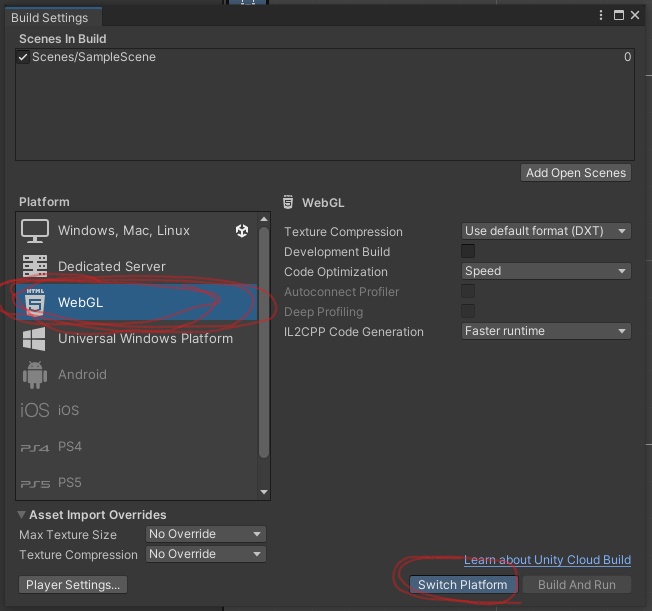 Build Settings
Scenes In Build
Scenes/SampleScene 0
Add Open Scenes
Platform
Windows, Mac, Linux
Dedicated Server
HTML 5 WebGL
Universal Windows Platform
Android
iOS iOS
PS4 PS4
PS5 PS5
WebGL
Texture Compression Use default format (DXT)
Development Build
Code Optimization Speed
Autoconnect Profiler
Deep Profiling
IL2CPP Code Generation Faster runtime
Asset Import Overrides
Max Texture Size No Override
Texture Compression No Override
Learn about Unity Cloud Build
Player Settings... Switch Platform Build And Run